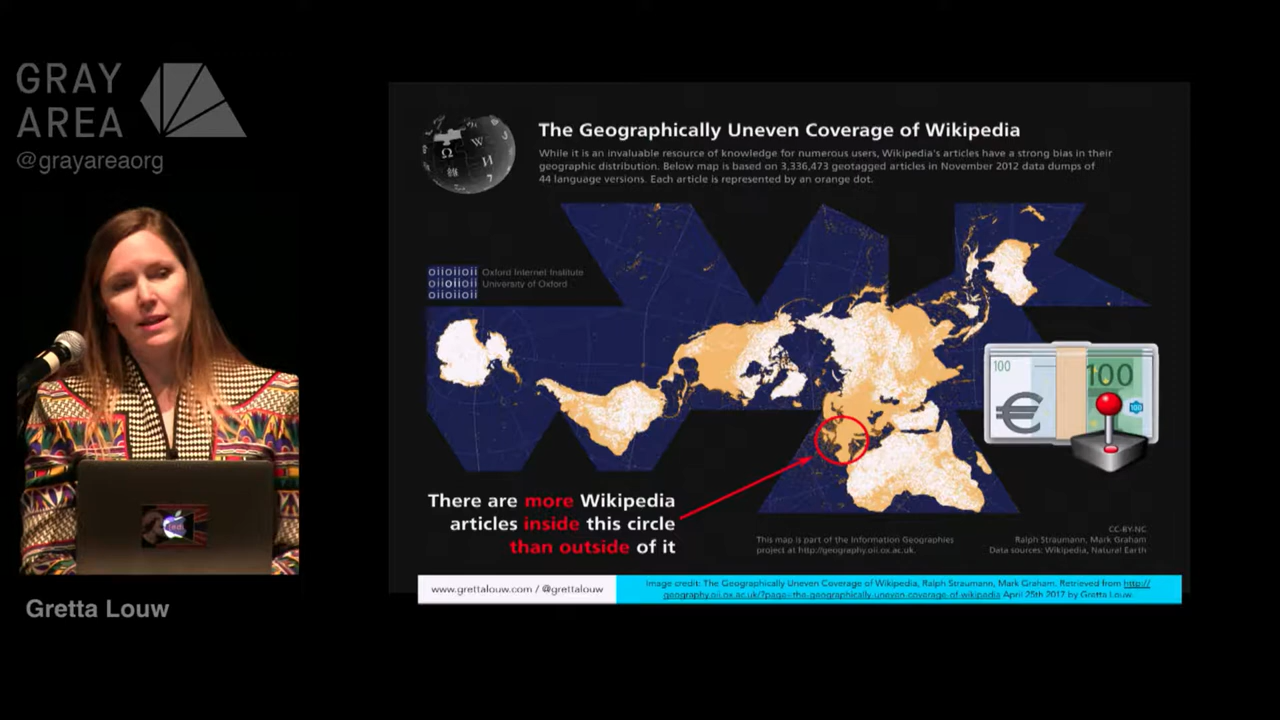 GRAY
AREA
@grayareaorg
The Geographically Uneven Coverage of Wikipedia
While it is an invaluable resource of knowledge for numerous users, Wikipedia's articles have a strong bias in their
geographic distribution. Below map is based on 3,336,473 geotagged articles in November 2012 data dumps of
44 language versions. Each article is represented by an orange dot.
Ω W И
oiioiioii Oxford Internet Institute
iioiioiio University of Oxford
oiioiioii
100
100
€
100
There are more Wikipedia
articles inside this circle
than outside of it
This map is part of the Information Geographies
project at http://geography.oii.ox.ac.uk.
CC-BY-NC
Ralph Straumann, Mark Graham
Data sources: Wikipedia, Natural Earth
www.grettalouw.com / @grettalouw
Image credit: The Geographically Uneven Coverage of Wikipedia, Ralph Straumann, Mark Graham. Retrieved from http://
geography.oii.ox.ac.uk/?page=the-geographically-uneven-coverage-of-wikipedia April 25th 2017 by Gretta Louw.
Gretta Louw